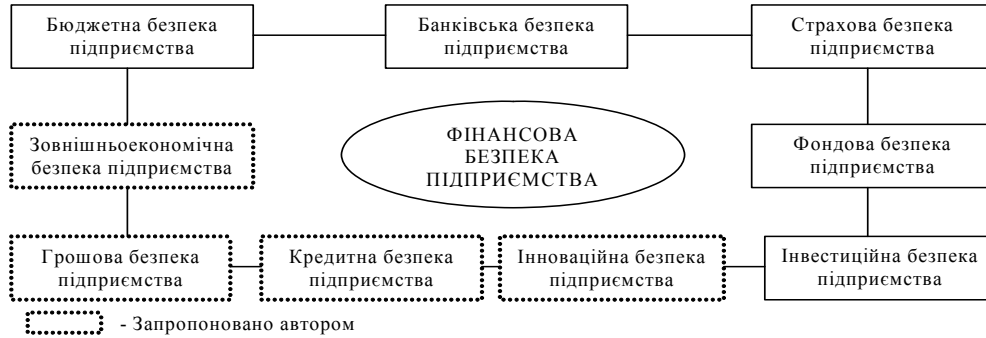 Бюджетна безпека
підприємства
Банківська безпека
підприємства
Страхова безпека
підприємства
Зовнішньоекономічна
безпека підприємства
ФІНАНСОВА
БЕЗПЕКА
ПІДПРИЄМСТВА
Фондова безпека
підприємства
Грошова безпека
підприємства
Кредитна безпека
підприємства
Інноваційна безпека
підприємства
Інвестиційна безпека
підприємства
- Запропоновано автором